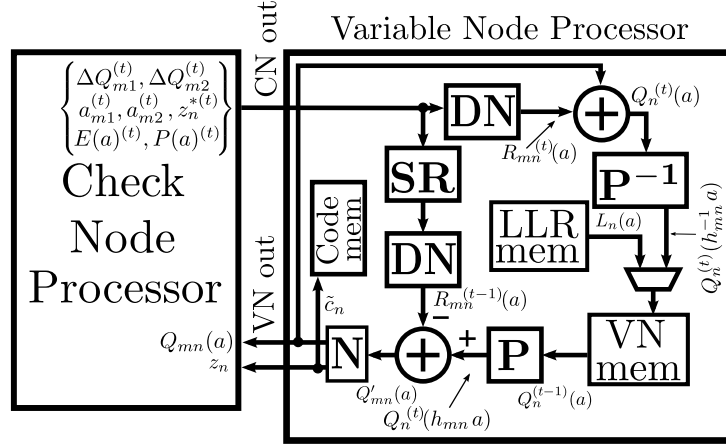 Variable Node Processor
CN out
ΔQ_{m1}^{(t)}, ΔQ_{m2}^{(t)}
a_{m1}^{(t)}, a_{m2}^{(t)}, z_n^{*(t)}
E(a)^{(t)}, P(a)^{(t)}
Check
Node
Processor
VN out
Q_{mn}(a)
z_n
DN
R_{mn}^{(t)}(a)
+
Q_n^{(t)}(a)
SR
P^{-1}
Code
mem
LLR
mem
L_n(a)
Q_n^{(t)}(h_{mn}^{-1} a)
DN
R_{mn}^{(t-1)}(a)
c̃_n
−
+
N
+
P
VN
mem
Q'_{mn}(a)
Q_n^{(t)}(h_{mn} a)
Q_n^{(t-1)}(a)